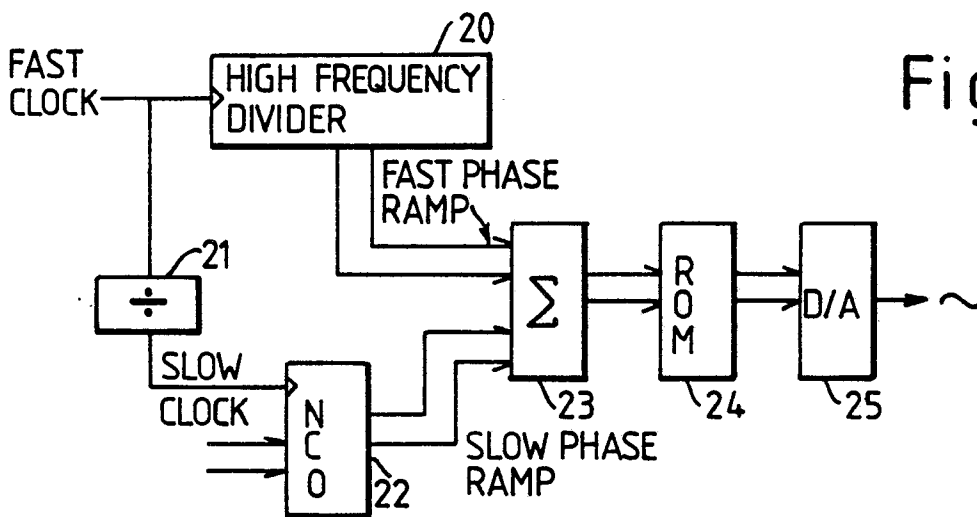 20
FAST
CLOCK
HIGH FREQUENCY
DIVIDER
Fig
FAST PHASE
RAMP
21
÷
Σ
R
O
M
D/A
~
SLOW
CLOCK
N
C
O
22
23
24
25
SLOW PHASE
RAMP